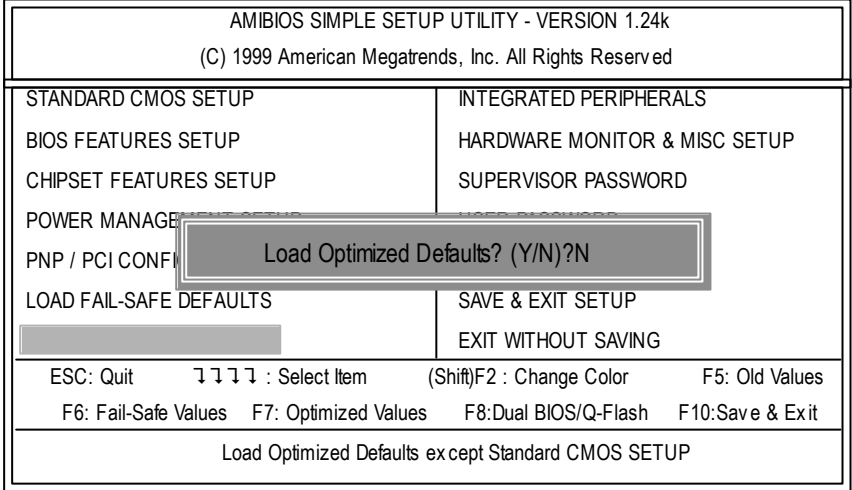 AMIBIOS SIMPLE SETUP UTILITY - VERSION 1.24k
(C) 1999 American Megatrends, Inc. All Rights Reserved
STANDARD CMOS SETUP
BIOS FEATURES SETUP
CHIPSET FEATURES SETUP
POWER MANAGEMENT SETUP
PNP / PCI CONFI
LOAD FAIL-SAFE DEFAULTS
INTEGRATED PERIPHERALS
HARDWARE MONITOR & MISC SETUP
SUPERVISOR PASSWORD
USER PASSWORD
SAVE & EXIT SETUP
EXIT WITHOUT SAVING
Load Optimized Defaults? (Y/N)?N
ESC: Quit ↴↴↴↴ : Select Item (Shift)F2 : Change Color F5: Old Values
F6: Fail-Safe Values F7: Optimized Values F8:Dual BIOS/Q-Flash F10:Save & Exit
Load Optimized Defaults except Standard CMOS SETUP